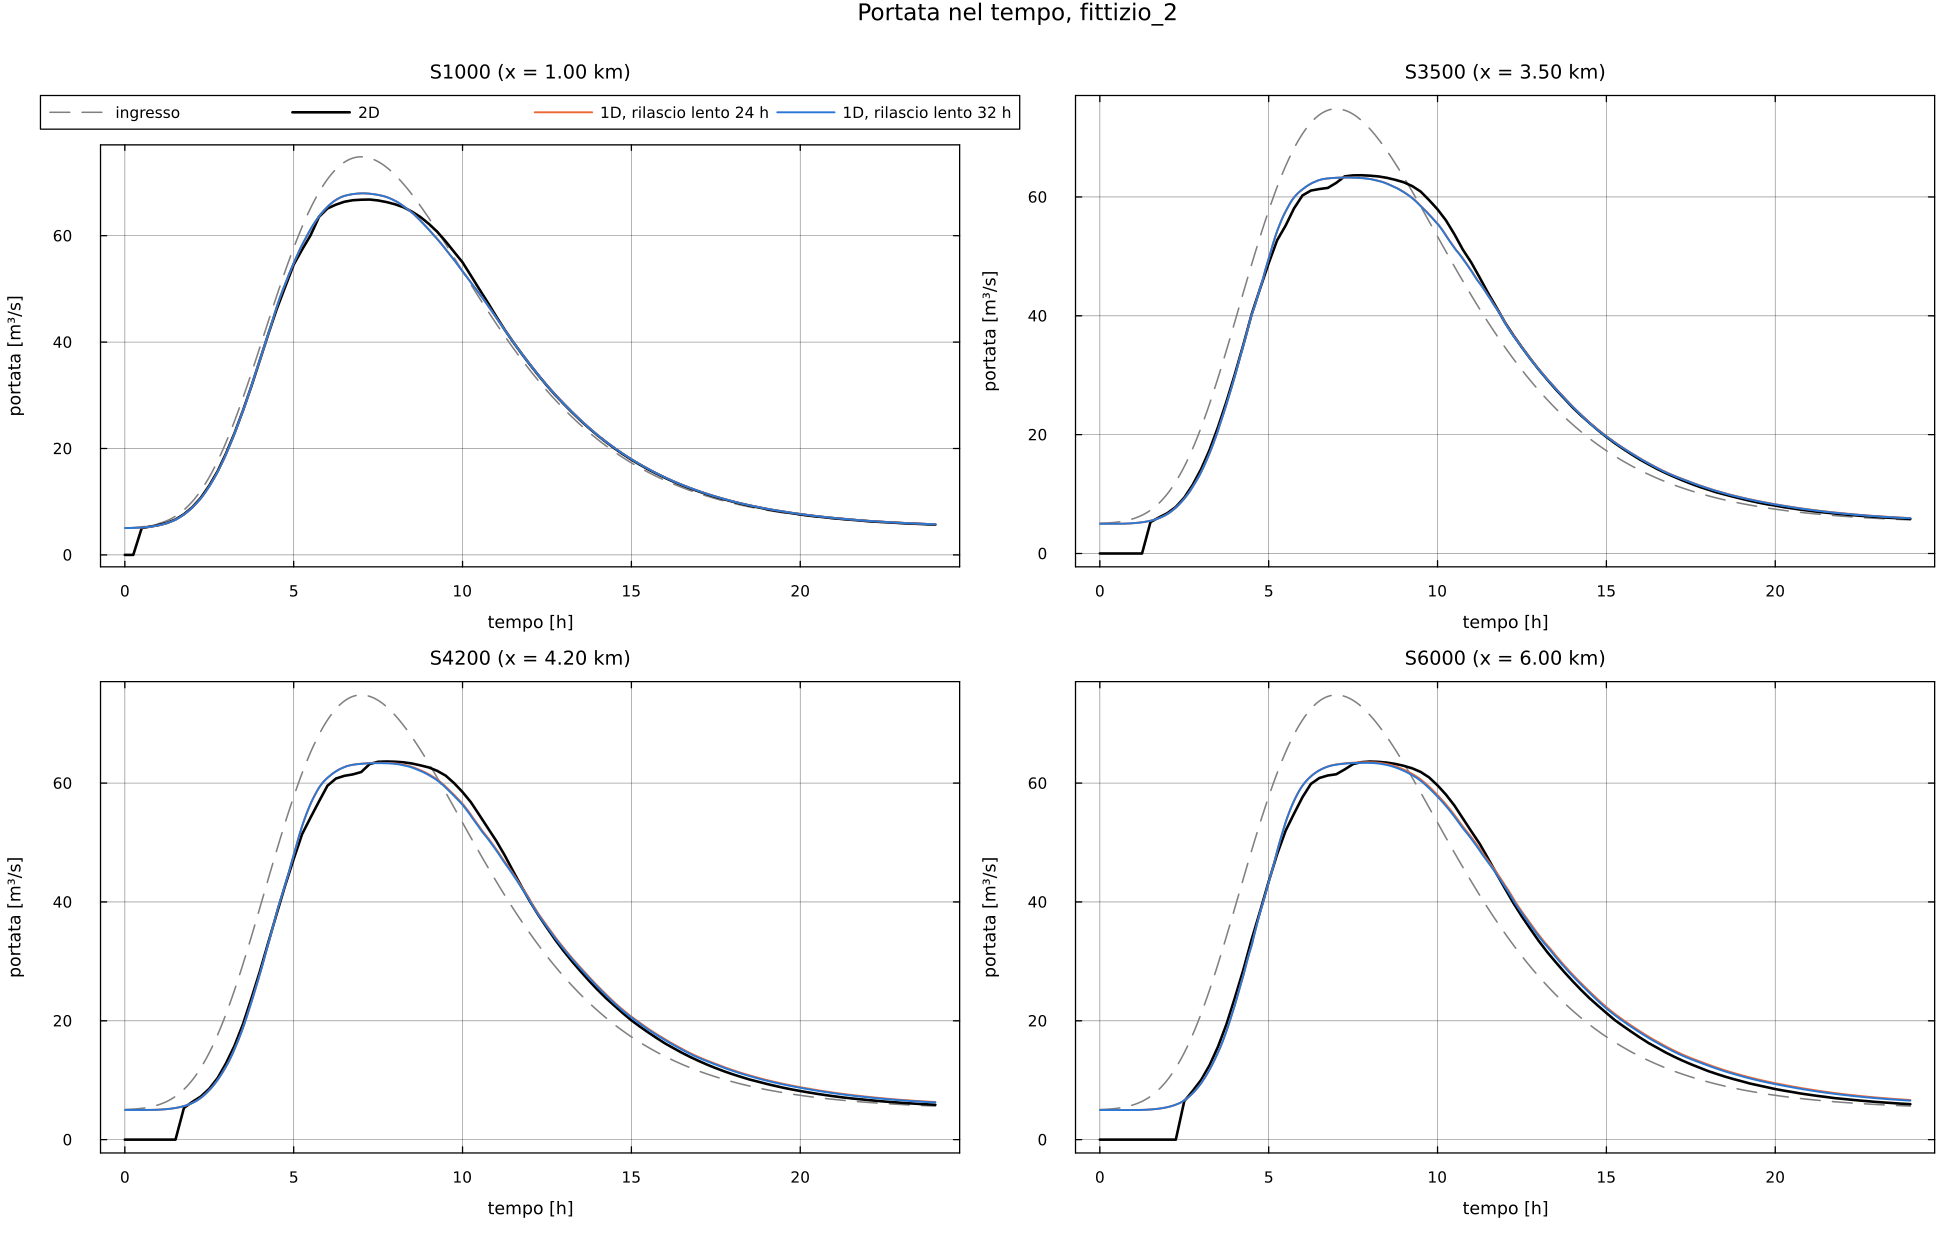 Portata nel tempo, fittizio_2
S1000 (x = 1.00 km)
ingresso 2D 1D, rilascio lento 24 h 1D, rilascio lento 32 h
portata [m³/s]
60
40
20
0
0 5 10 15 20
tempo [h]
S3500 (x = 3.50 km)
portata [m³/s]
60
40
20
0
0 5 10 15 20
tempo [h]
S4200 (x = 4.20 km)
portata [m³/s]
60
40
20
0
0 5 10 15 20
tempo [h]
S6000 (x = 6.00 km)
portata [m³/s]
60
40
20
0
0 5 10 15 20
tempo [h]